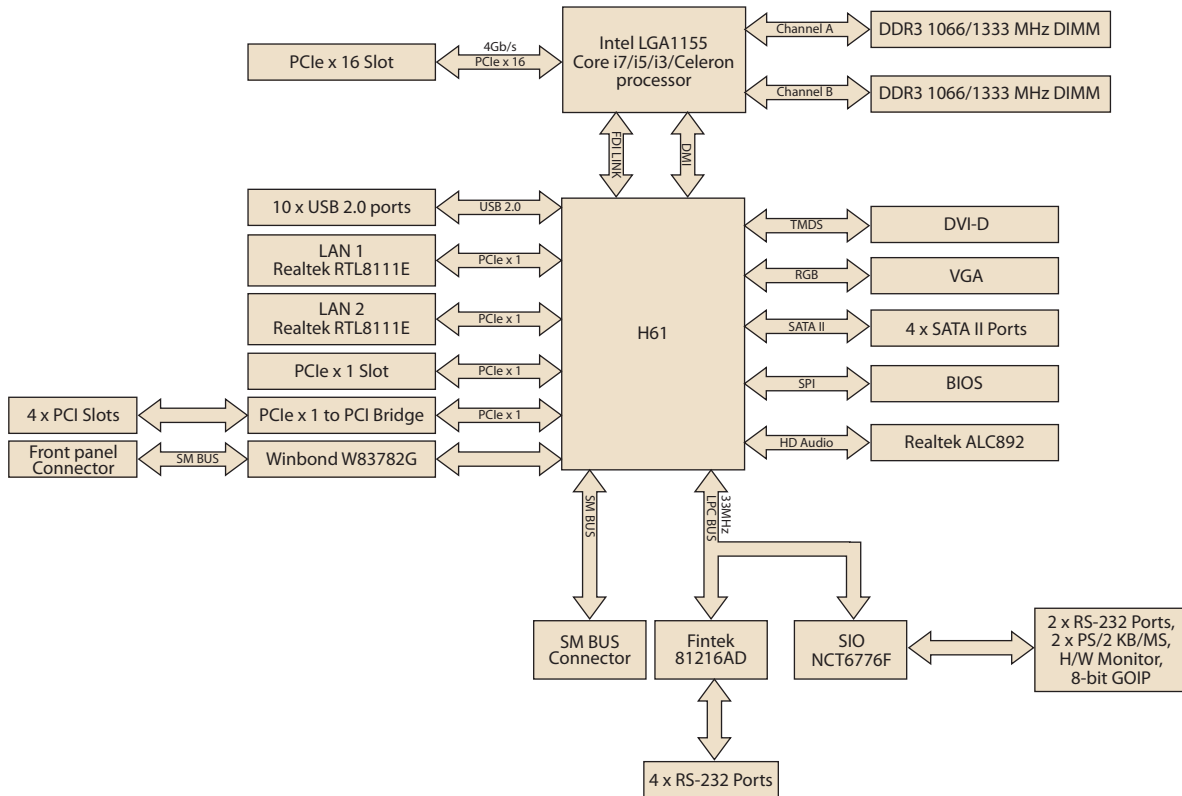 Intel LGA1155
Core i7/i5/i3/Celeron
processor
PCIe x 16 Slot
4Gb/s
PCIe x 16
Channel A
DDR3 1066/1333 MHz DIMM
Channel B
DDR3 1066/1333 MHz DIMM
FDI LINK
DMI
10 x USB 2.0 ports
USB 2.0
LAN 1
Realtek RTL8111E
PCIe x 1
LAN 2
Realtek RTL8111E
PCIe x 1
PCIe x 1 Slot
PCIe x 1
4 x PCI Slots
PCIe x 1 to PCI Bridge
PCIe x 1
Front panel
Connector
SM BUS
Winbond W83782G
H61
TMDS
DVI-D
RGB
VGA
SATA II
4 x SATA II Ports
SPI
BIOS
HD Audio
Realtek ALC892
SM BUS
LPC BUS
33MHz
SM BUS
Connector
Fintek
81216AD
SIO
NCT6776F
2 x RS-232 Ports,
2 x PS/2 KB/MS,
H/W Monitor,
8-bit GOIP
4 x RS-232 Ports